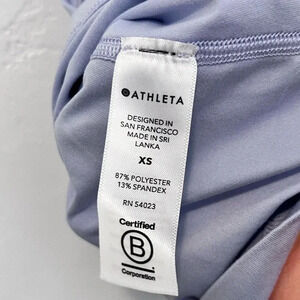 ATHLETA
DESIGNED IN
SAN FRANCISCO
MADE IN SRI
LANKA
XS
87% POLYESTER
13% SPANDEX
RN 54023
Certified
B
Corporation